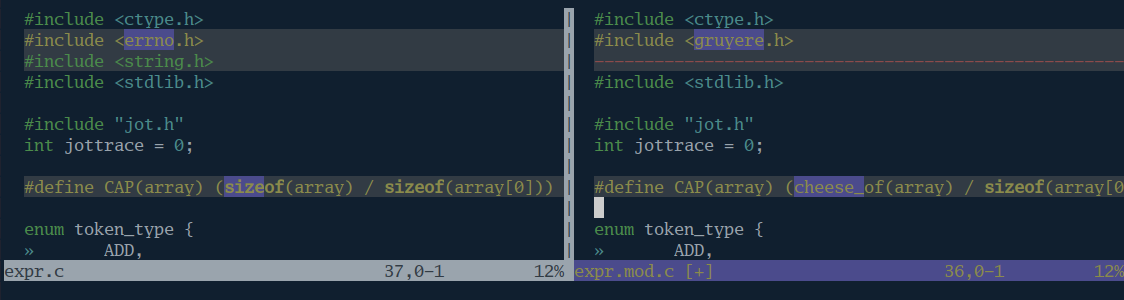 #include <ctype.h>
#include <errno.h>
#include <string.h>
#include <stdlib.h>
#include "jot.h"
int jottrace = 0;
#define CAP(array) (sizeof(array) / sizeof(array[0]))
enum token_type {
»       ADD,
expr.c 37,0-1 12%
#include <ctype.h>
#include <gruyere.h>
--------------------------------------------------------
#include <stdlib.h>
#include "jot.h"
int jottrace = 0;
#define CAP(array) (cheese_of(array) / sizeof(array[0
enum token_type {
»       ADD,
expr.mod.c [+] 36,0-1 12%